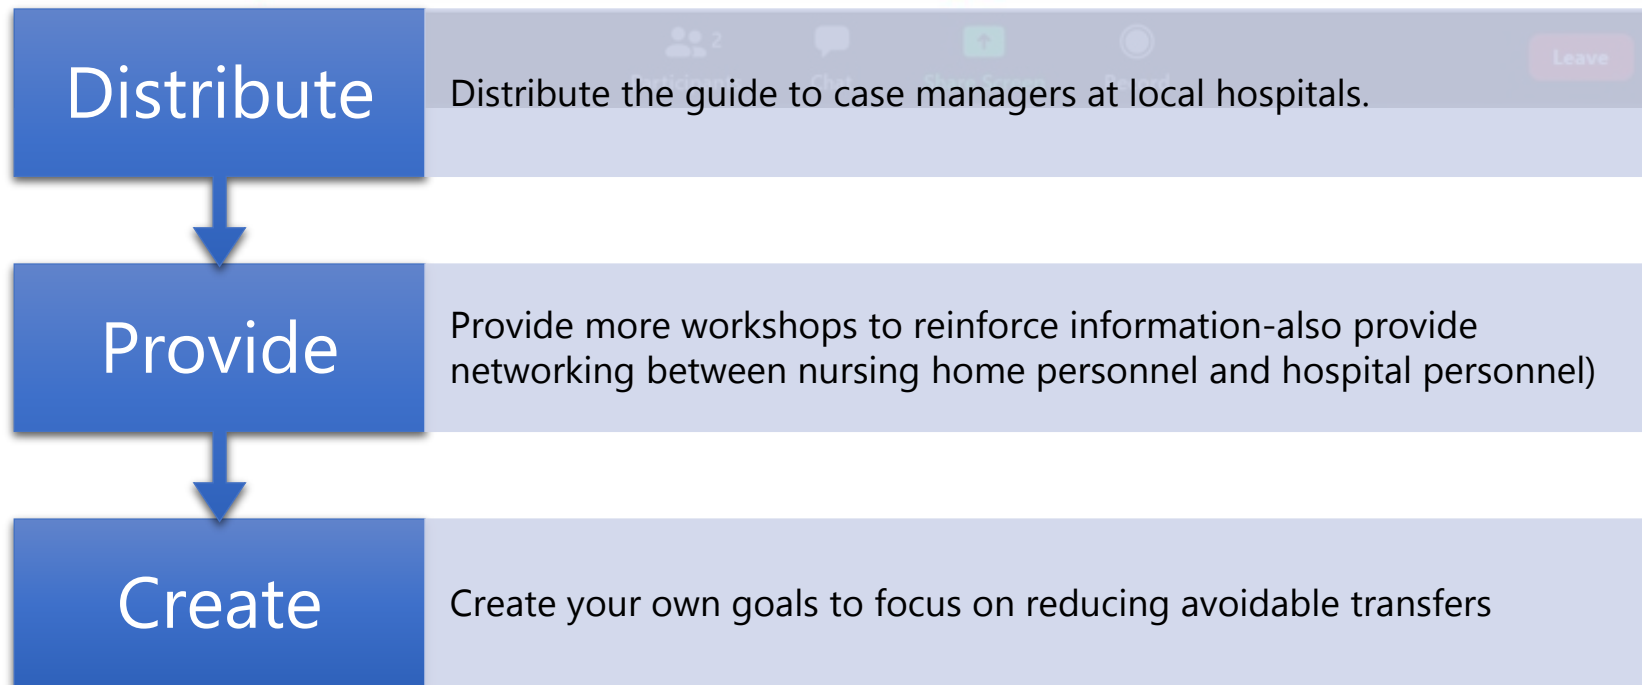 2
Leave
Distribute
Distribute the guide to case managers at local hospitals.
Provide
Provide more workshops to reinforce information-also provide
networking between nursing home personnel and hospital personnel)
Create
Create your own goals to focus on reducing avoidable transfers